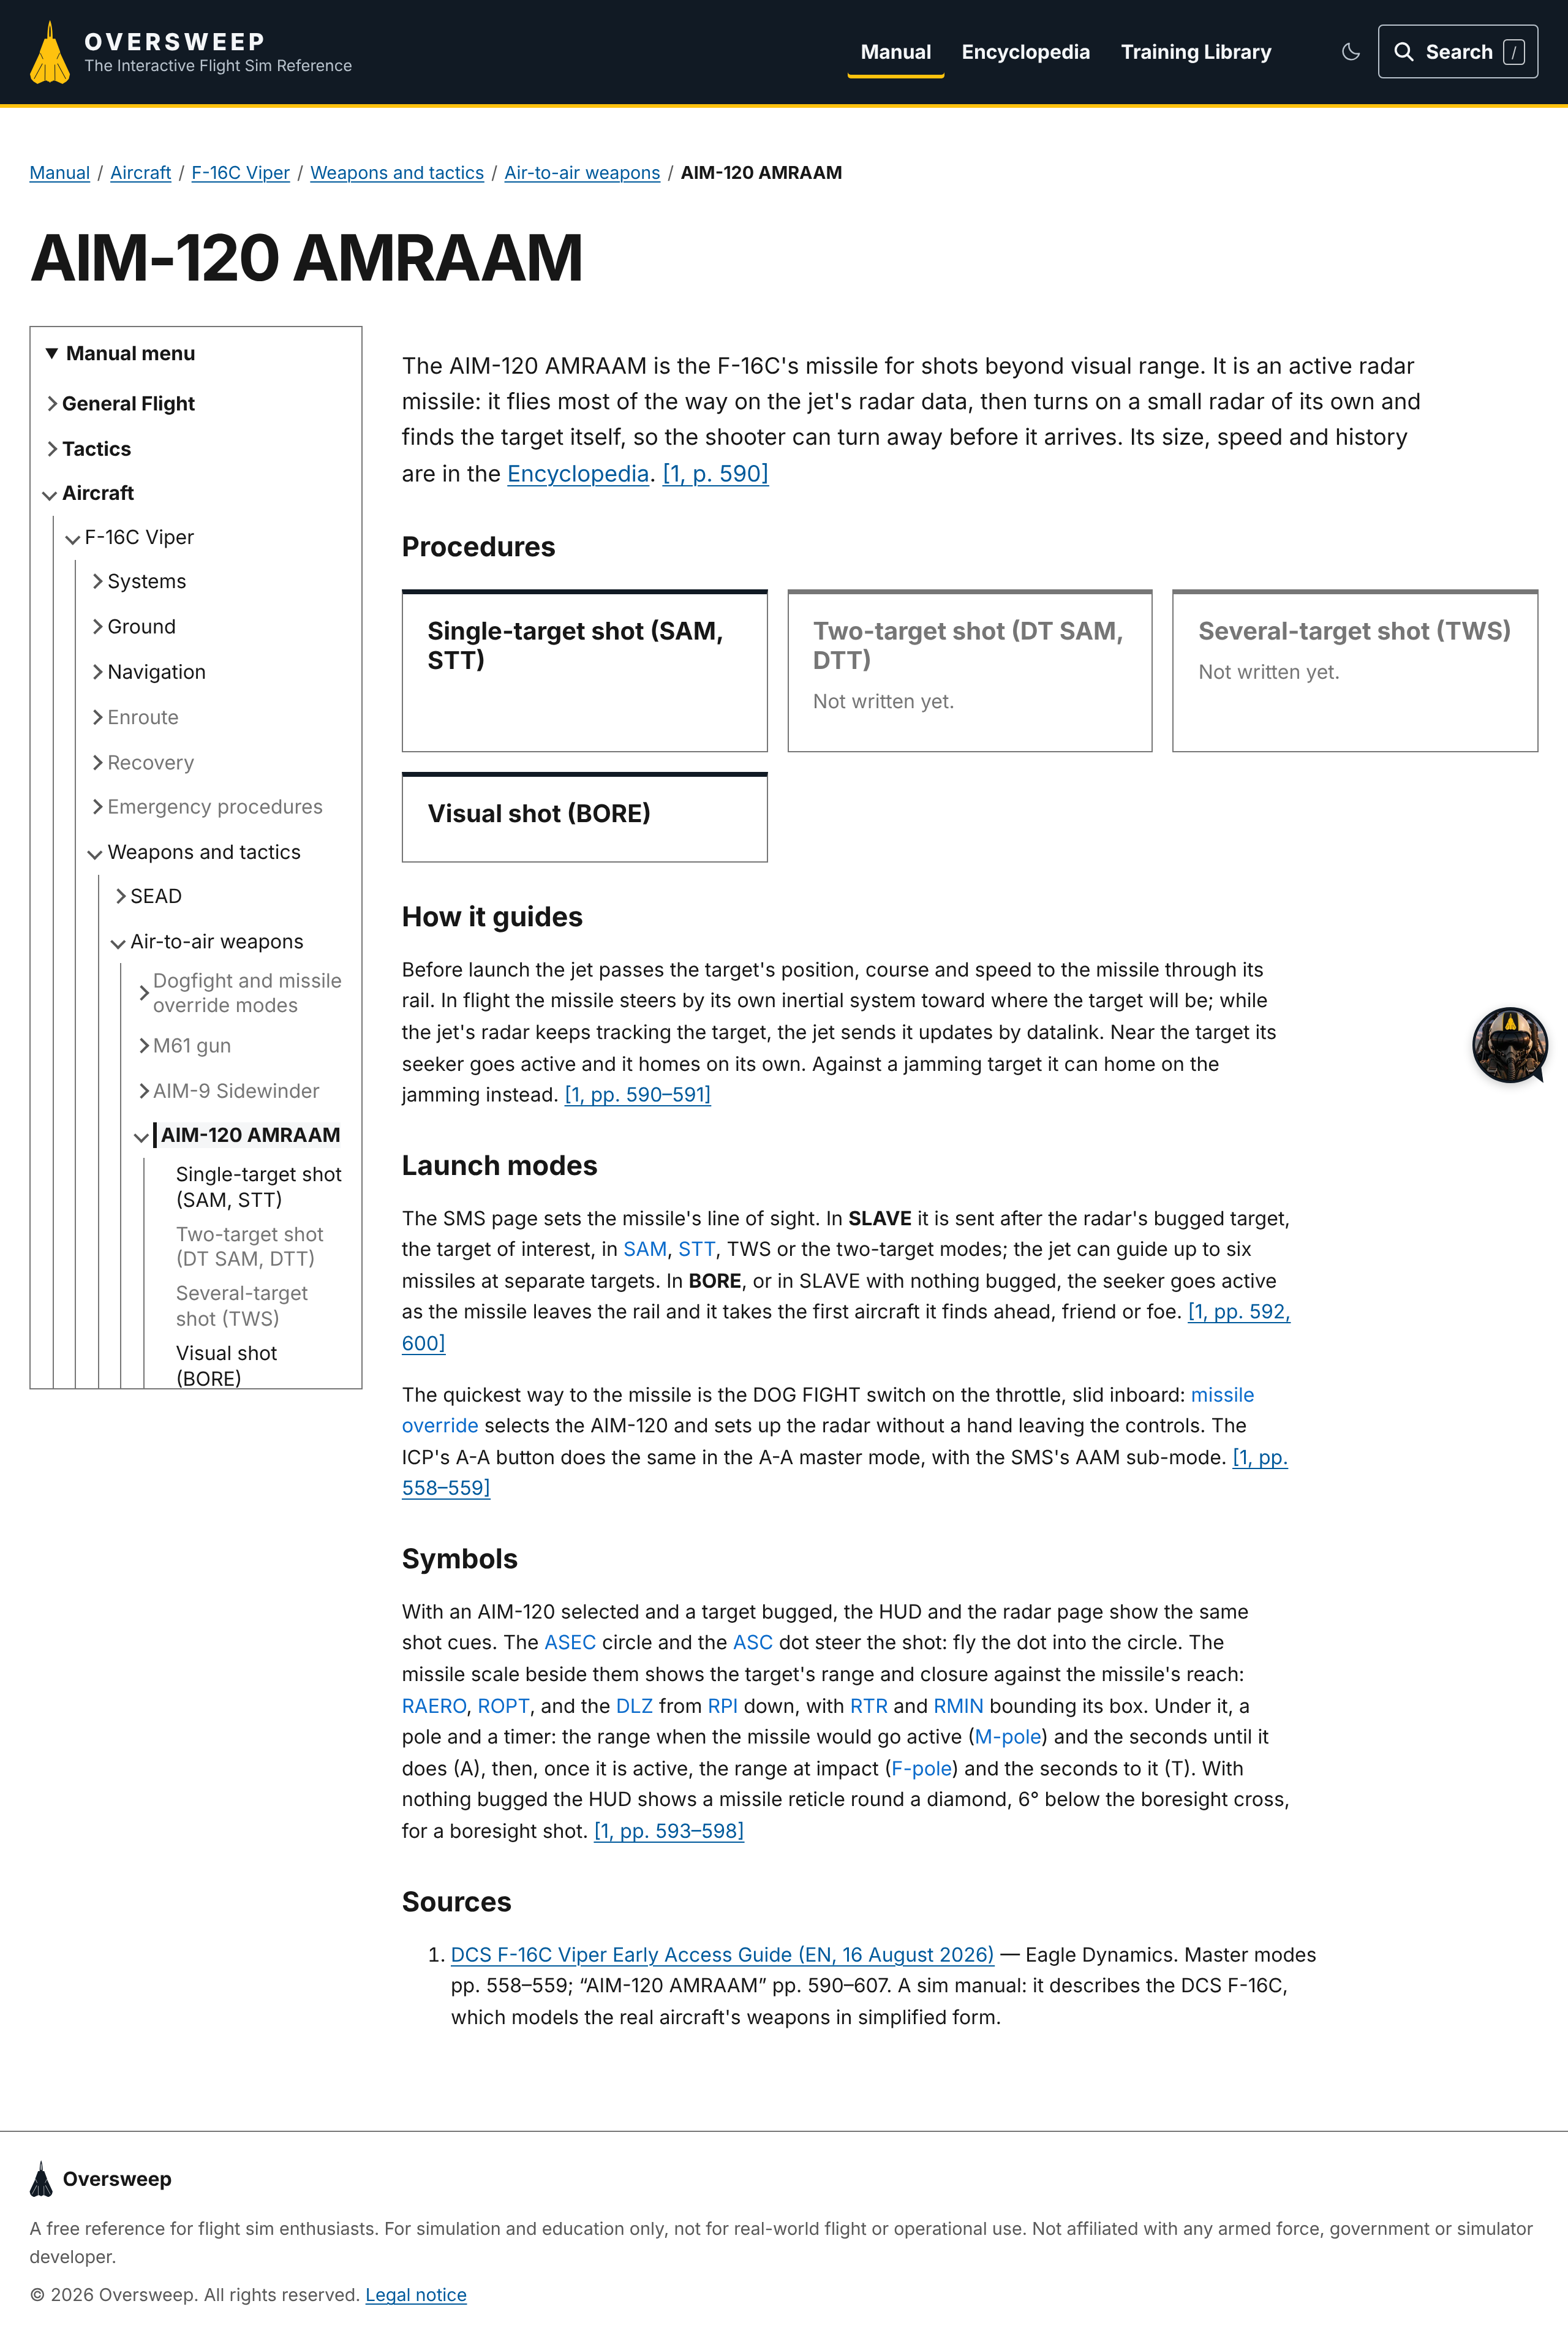 OVERSWEEP
The Interactive Flight Sim Reference
Manual
Encyclopedia
Training Library
Search /
Manual / Aircraft / F-16C Viper / Weapons and tactics / Air-to-air weapons / AIM-120 AMRAAM
AIM-120 AMRAAM
Manual menu
General Flight
Tactics
Aircraft
F-16C Viper
Systems
Ground
Navigation
Enroute
Recovery
Emergency procedures
Weapons and tactics
SEAD
Air-to-air weapons
Dogfight and missile
override modes
M61 gun
AIM-9 Sidewinder
AIM-120 AMRAAM
Single-target shot
(SAM, STT)
Two-target shot
(DT SAM, DTT)
Several-target
shot (TWS)
Visual shot
(BORE)
The AIM-120 AMRAAM is the F-16C's missile for shots beyond visual range. It is an active radar
missile: it flies most of the way on the jet's radar data, then turns on a small radar of its own and
finds the target itself, so the shooter can turn away before it arrives. Its size, speed and history
are in the Encyclopedia. [1, p. 590]
Procedures
Single-target shot (SAM,
STT)
Two-target shot (DT SAM,
DTT)
Not written yet.
Several-target shot (TWS)
Not written yet.
Visual shot (BORE)
How it guides
Before launch the jet passes the target's position, course and speed to the missile through its
rail. In flight the missile steers by its own inertial system toward where the target will be; while
the jet's radar keeps tracking the target, the jet sends it updates by datalink. Near the target its
seeker goes active and it homes on its own. Against a jamming target it can home on the
jamming instead. [1, pp. 590–591]
Launch modes
The SMS page sets the missile's line of sight. In SLAVE it is sent after the radar's bugged target,
the target of interest, in SAM, STT, TWS or the two-target modes; the jet can guide up to six
missiles at separate targets. In BORE, or in SLAVE with nothing bugged, the seeker goes active
as the missile leaves the rail and it takes the first aircraft it finds ahead, friend or foe. [1, pp. 592,
600]
The quickest way to the missile is the DOG FIGHT switch on the throttle, slid inboard: missile
override selects the AIM-120 and sets up the radar without a hand leaving the controls. The
ICP's A-A button does the same in the A-A master mode, with the SMS's AAM sub-mode. [1, pp.
558–559]
Symbols
With an AIM-120 selected and a target bugged, the HUD and the radar page show the same
shot cues. The ASEC circle and the ASC dot steer the shot: fly the dot into the circle. The
missile scale beside them shows the target's range and closure against the missile's reach:
RAERO, ROPT, and the DLZ from RPI down, with RTR and RMIN bounding its box. Under it, a
pole and a timer: the range when the missile would go active (M-pole) and the seconds until it
does (A), then, once it is active, the range at impact (F-pole) and the seconds to it (T). With
nothing bugged the HUD shows a missile reticle round a diamond, 6° below the boresight cross,
for a boresight shot. [1, pp. 593–598]
Sources
1. DCS F-16C Viper Early Access Guide (EN, 16 August 2026) — Eagle Dynamics. Master modes
pp. 558–559; “AIM-120 AMRAAM” pp. 590–607. A sim manual: it describes the DCS F-16C,
which models the real aircraft's weapons in simplified form.
Oversweep
A free reference for flight sim enthusiasts. For simulation and education only, not for real-world flight or operational use. Not affiliated with any armed force, government or simulator
developer.
© 2026 Oversweep. All rights reserved. Legal notice